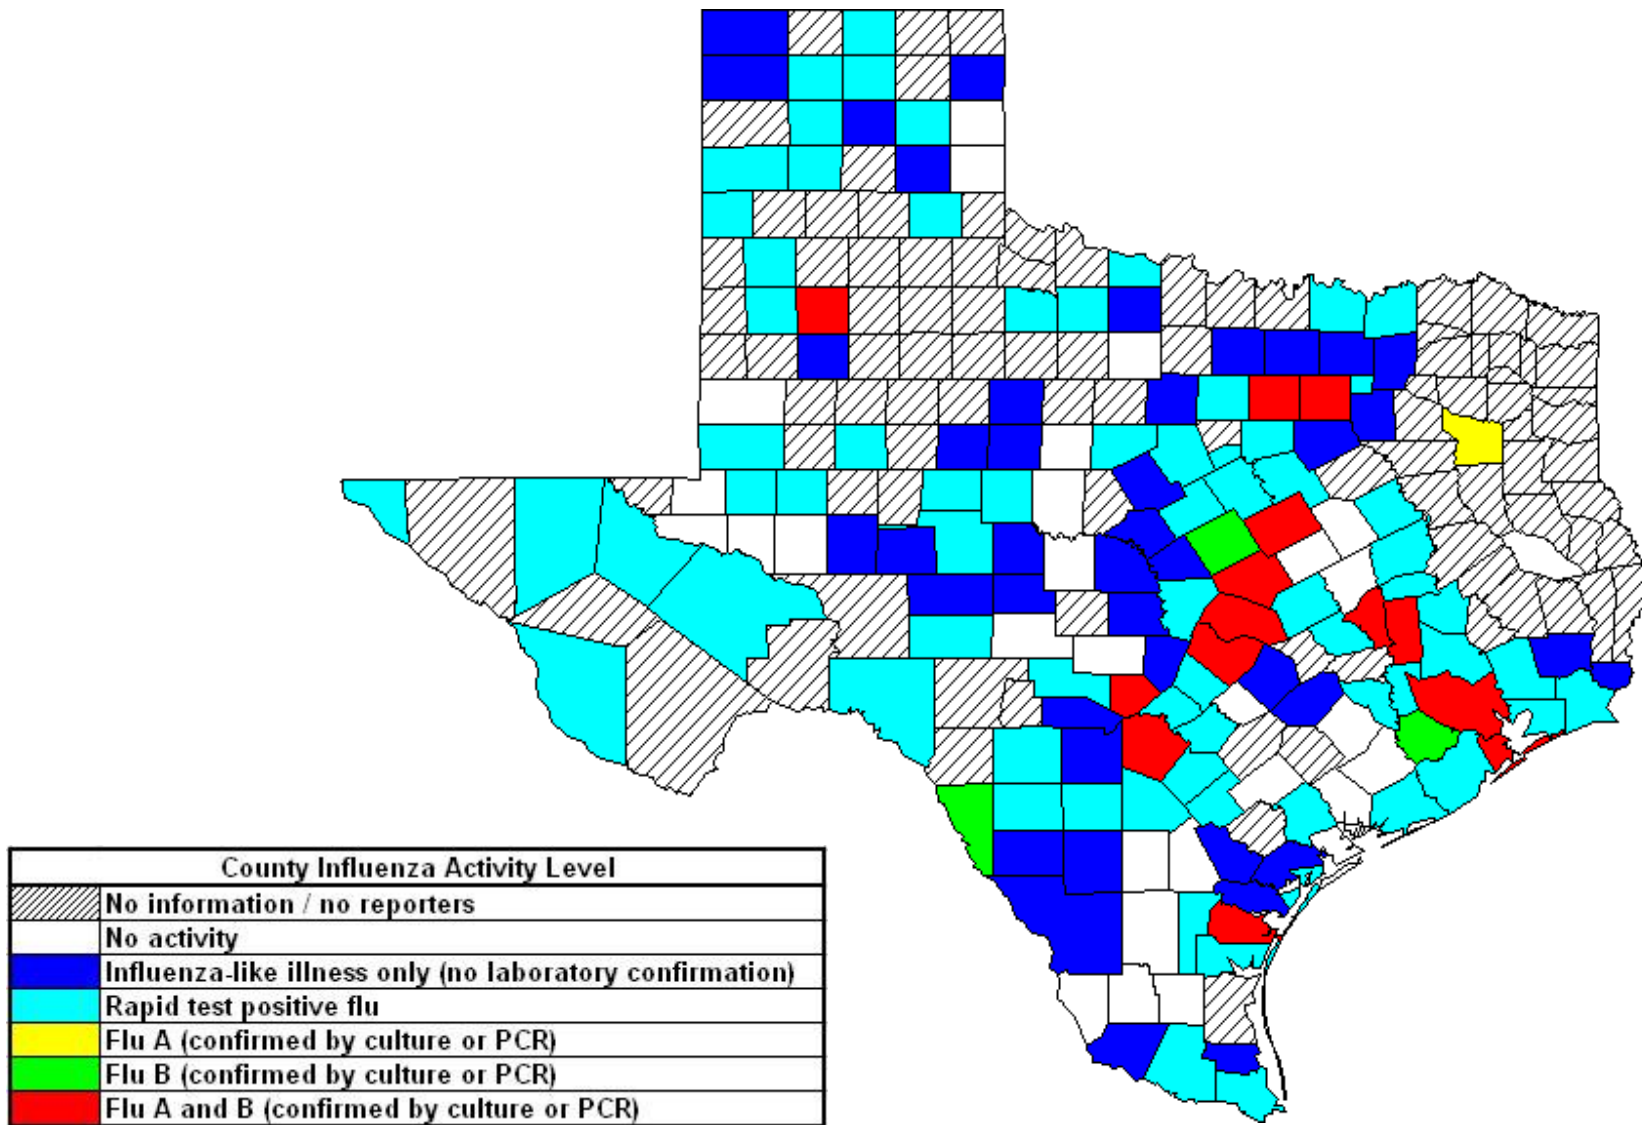 County Influenza Activity Level
No information / no reporters
No activity
Influenza-like illness only (no laboratory confirmation)
Rapid test positive flu
Flu A (confirmed by culture or PCR)
Flu B (confirmed by culture or PCR)
Flu A and B (confirmed by culture or PCR)